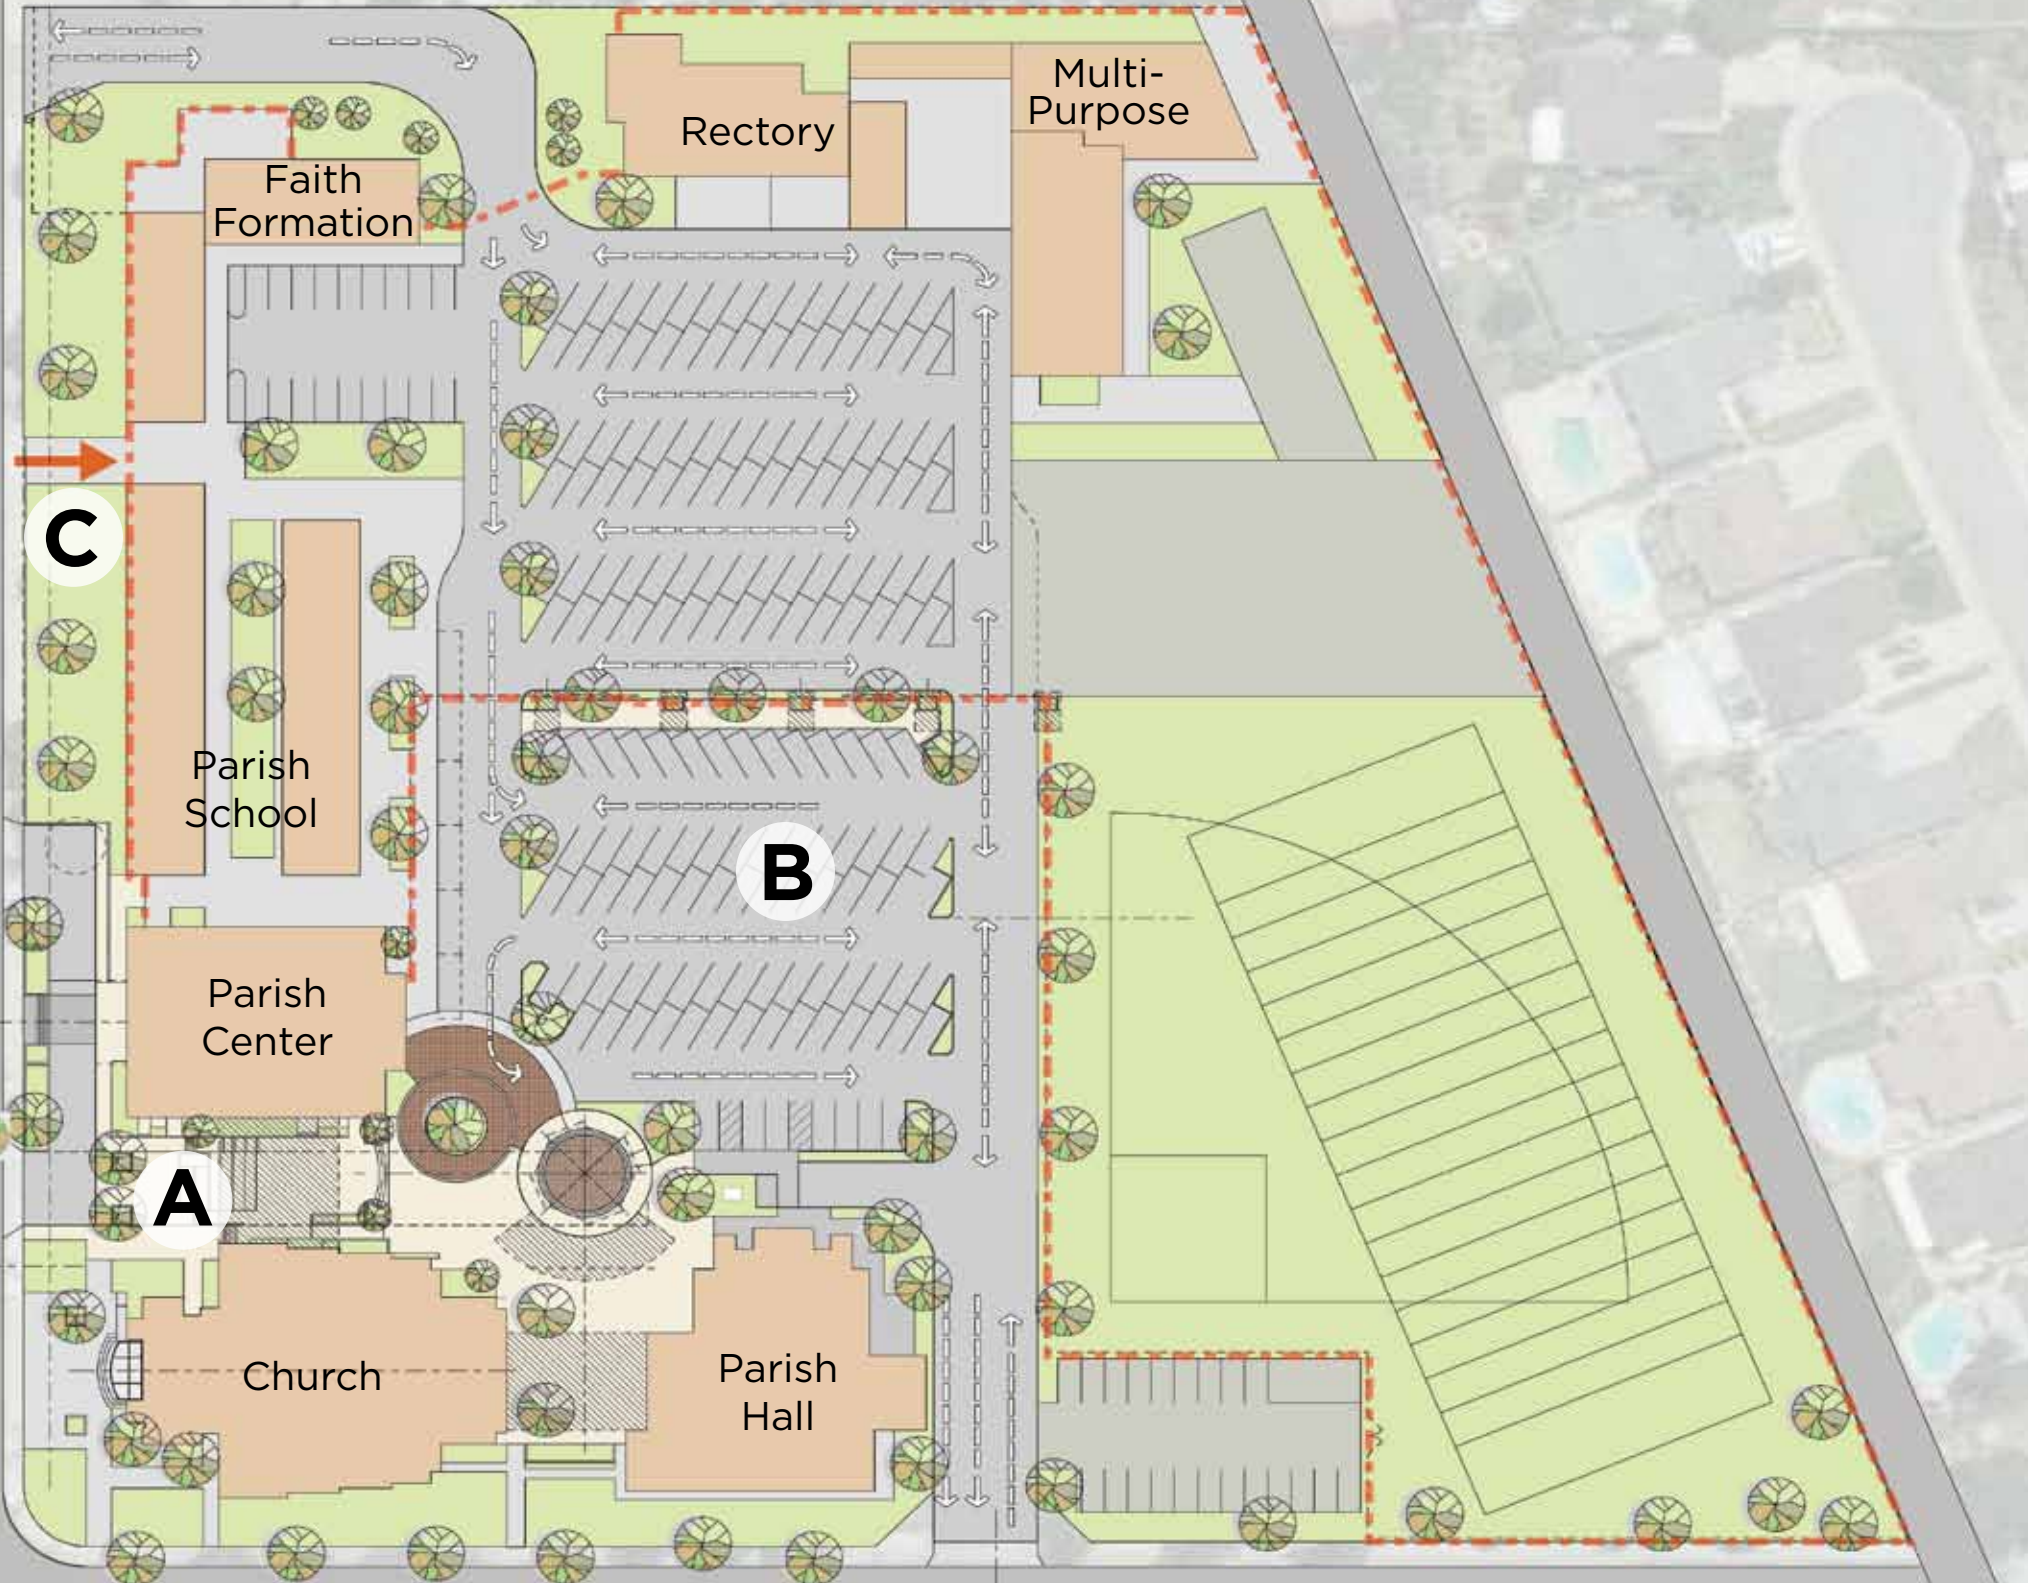 Multi-
Purpose
Rectory
Faith
Formation
C
Parish
School
B
Parish
Center
A
Church
Parish
Hall